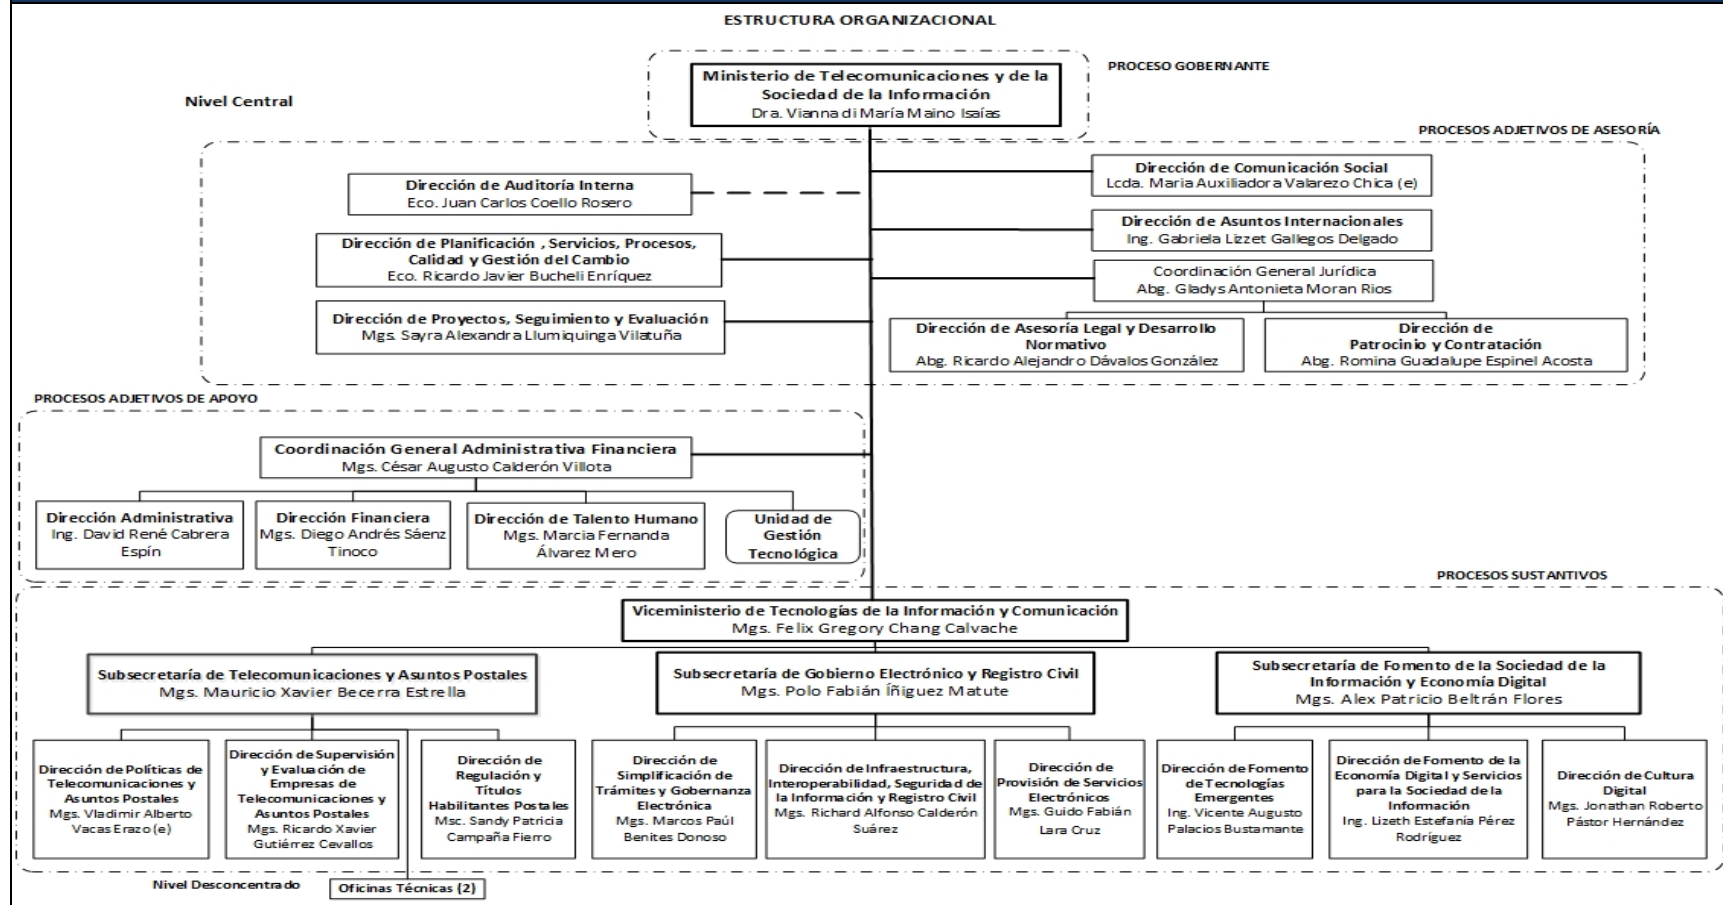 ESTRUCTURA ORGANIZACIONAL
PROCESO GOBERNANTE
Ministerio de Telecomunicaciones y de la
Sociedad de la Información
Dra. Vianna di María Maino Isaías
Nivel Central
PROCESOS ADJETIVOS DE ASESORÍA
Dirección de Auditoría Interna
Eco. Juan Carlos Coello Rosero
Dirección de Planificación , Servicios, Procesos,
Calidad y Gestión del Cambio
Eco. Ricardo Javier Bucheli Enríquez
Dirección de Proyectos, Seguimiento y Evaluación
Mgs. Sayra Alexandra Llumiquinga Vilatuña
Dirección de Comunicación Social
Lcda. Maria Auxiliadora Valarezo Chica (e)
Dirección de Asuntos Internacionales
Ing. Gabriela Lizzet Gallegos Delgado
Coordinación General Jurídica
Abg. Gladys Antonieta Moran Rios
Dirección de Asesoría Legal y Desarrollo
Normativo
Abg. Ricardo Alejandro Dávalos González
Dirección de
Patrocinio y Contratación
Abg. Romina Guadalupe Espinel Acosta
PROCESOS ADJETIVOS DE APOYO
Coordinación General Administrativa Financiera
Mgs. César Augusto Calderón Villota
Dirección Administrativa
Ing. David René Cabrera
Espín
Dirección Financiera
Mgs. Diego Andrés Sáenz
Tinoco
Dirección de Talento Humano
Mgs. Marcia Fernanda
Álvarez Mero
Unidad de
Gestión
Tecnológica
PROCESOS SUSTANTIVOS
Viceministerio de Tecnologías de la Información y Comunicación
Mgs. Felix Gregory Chang Calvache
Subsecretaría de Telecomunicaciones y Asuntos Postales
Mgs. Mauricio Xavier Becerra Estrella
Subsecretaría de Gobierno Electrónico y Registro Civil
Mgs. Polo Fabián Íñiguez Matute
Subsecretaría de Fomento de la Sociedad de la
Información y Economía Digital
Mgs. Alex Patricio Beltrán Flores
Dirección de Políticas de
Telecomunicaciones y
Asuntos Postales
Mgs. Vladimir Alberto
Vacas Erazo (e)
Dirección de Supervisión
y Evaluación de
Empresas de
Telecomunicaciones y
Asuntos Postales
Mgs. Ricardo Xavier
Gutiérrez Cevallos
Dirección de
Regulación y
Títulos
Habilitantes Postales
Msc. Sandy Patricia
Campaña Fierro
Dirección de
Simplificación de
Trámites y Gobernanza
Electrónica
Mgs. Marcos Paúl
Benites Donoso
Dirección de Infraestructura,
Interoperabilidad, Seguridad de
la Información y Registro Civil
Mgs. Richard Alfonso Calderón
Suárez
Dirección de
Provisión de Servicios
Electrónicos
Mgs. Guido Fabián
Lara Cruz
Dirección de Fomento
de Tecnologías
Emergentes
Ing. Vicente Augusto
Palacios Bustamante
Dirección de Fomento de la
Economía Digital y Servicios
para la Sociedad de la
Información
Ing. Lizeth Estefanía Pérez
Rodríguez
Dirección de Cultura
Digital
Mgs. Jonathan Roberto
Pástor Hernández
Nivel Desconcentrado
Oficinas Técnicas (2)